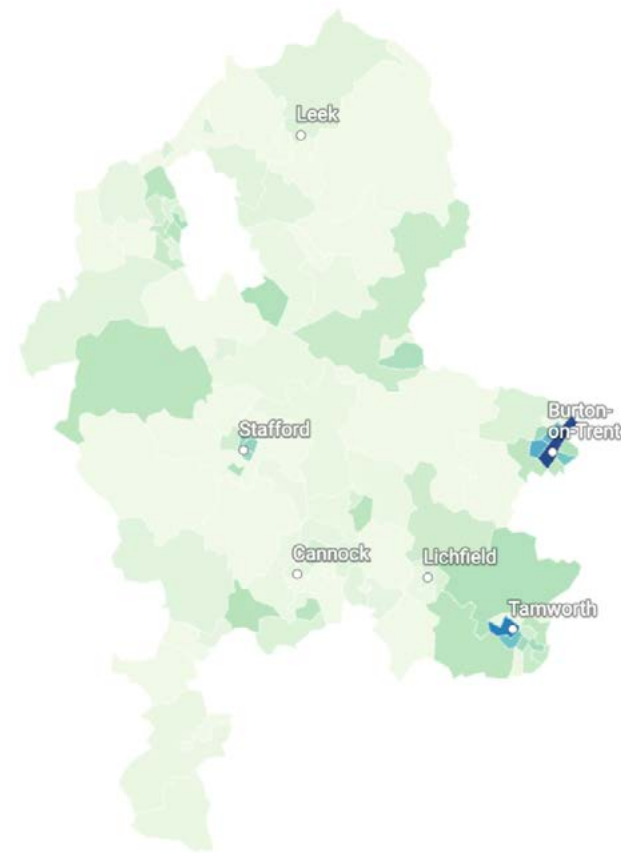 Leek
Burton-
on-Trent
Stafford
Cannock
Lichfield
Tamworth